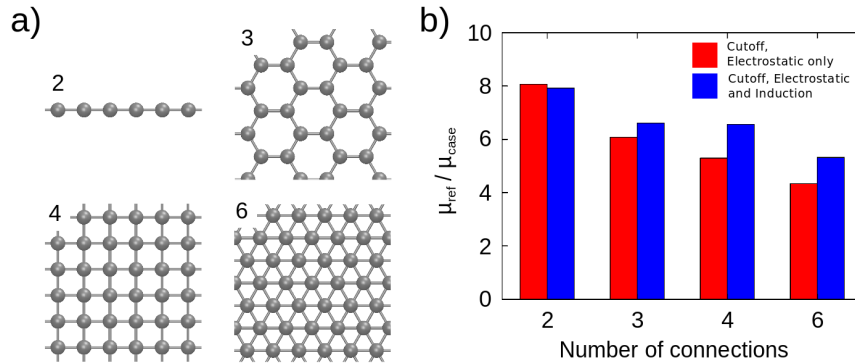 a)
2
3
4
6
b)
10
8
6
4
2
0
μref / μcase
Cutoff,
Electrostatic only
Cutoff, Electrostatic
and Induction
2 3 4 6
Number of connections